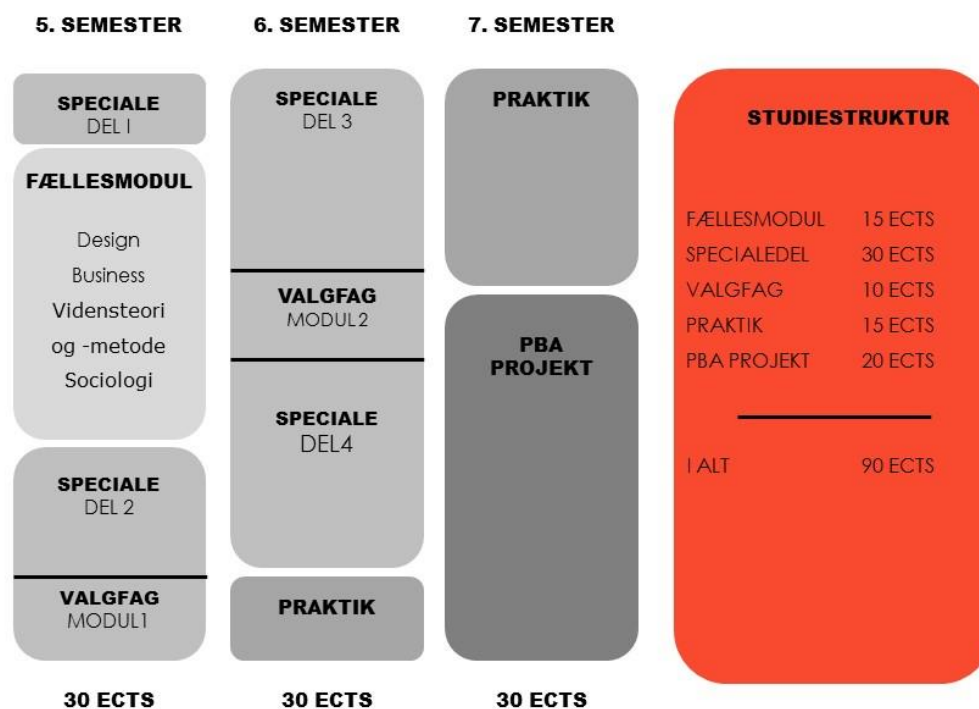 5. SEMESTER
SPECIALE
DEL I
FÆLLESMODUL
Design
Business
Vidensteori
og -metode
Sociologi
SPECIALE
DEL 2
VALGFAG
MODUL1
30 ECTS
6. SEMESTER
SPECIALE
DEL 3
VALGFAG
MODUL2
SPECIALE
DEL4
PRAKTIK
30 ECTS
7. SEMESTER
PRAKTIK
PBA
PROJEKT
30 ECTS
STUDIESTRUKTUR
FÆLLESMODUL 15 ECTS
SPECIALEDEL 30 ECTS
VALGFAG 10 ECTS
PRAKTIK 15 ECTS
PBA PROJEKT 20 ECTS
I ALT 90 ECTS